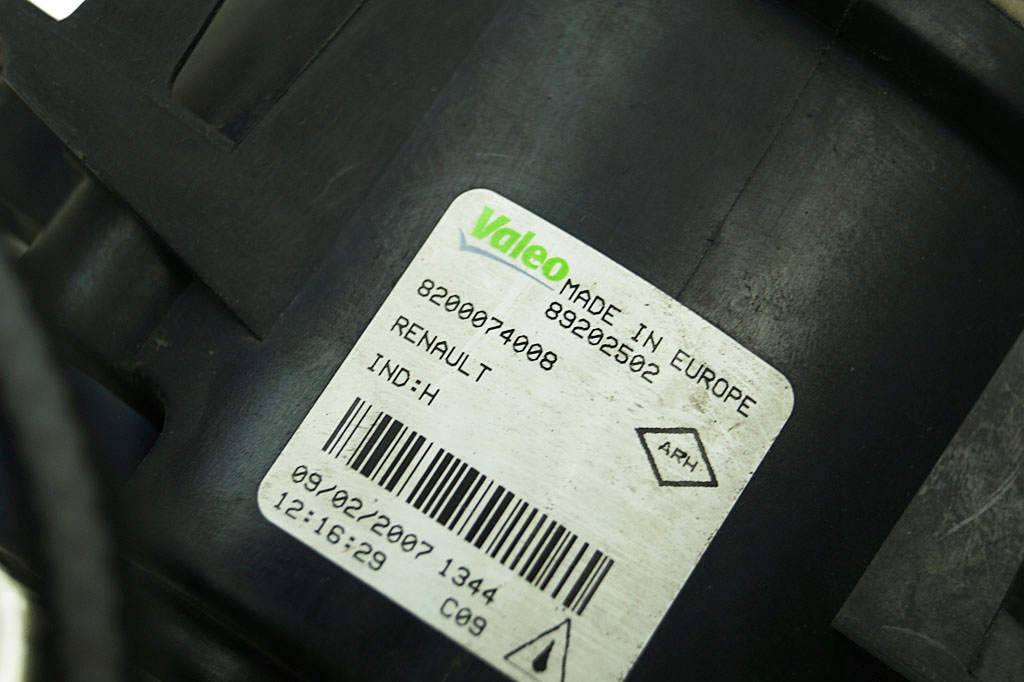 Valeo
MADE IN EUROPE
89202502
8200074008
RENAULT
IND:H
ARH
09/02/2007 1344
12:16:29
C09